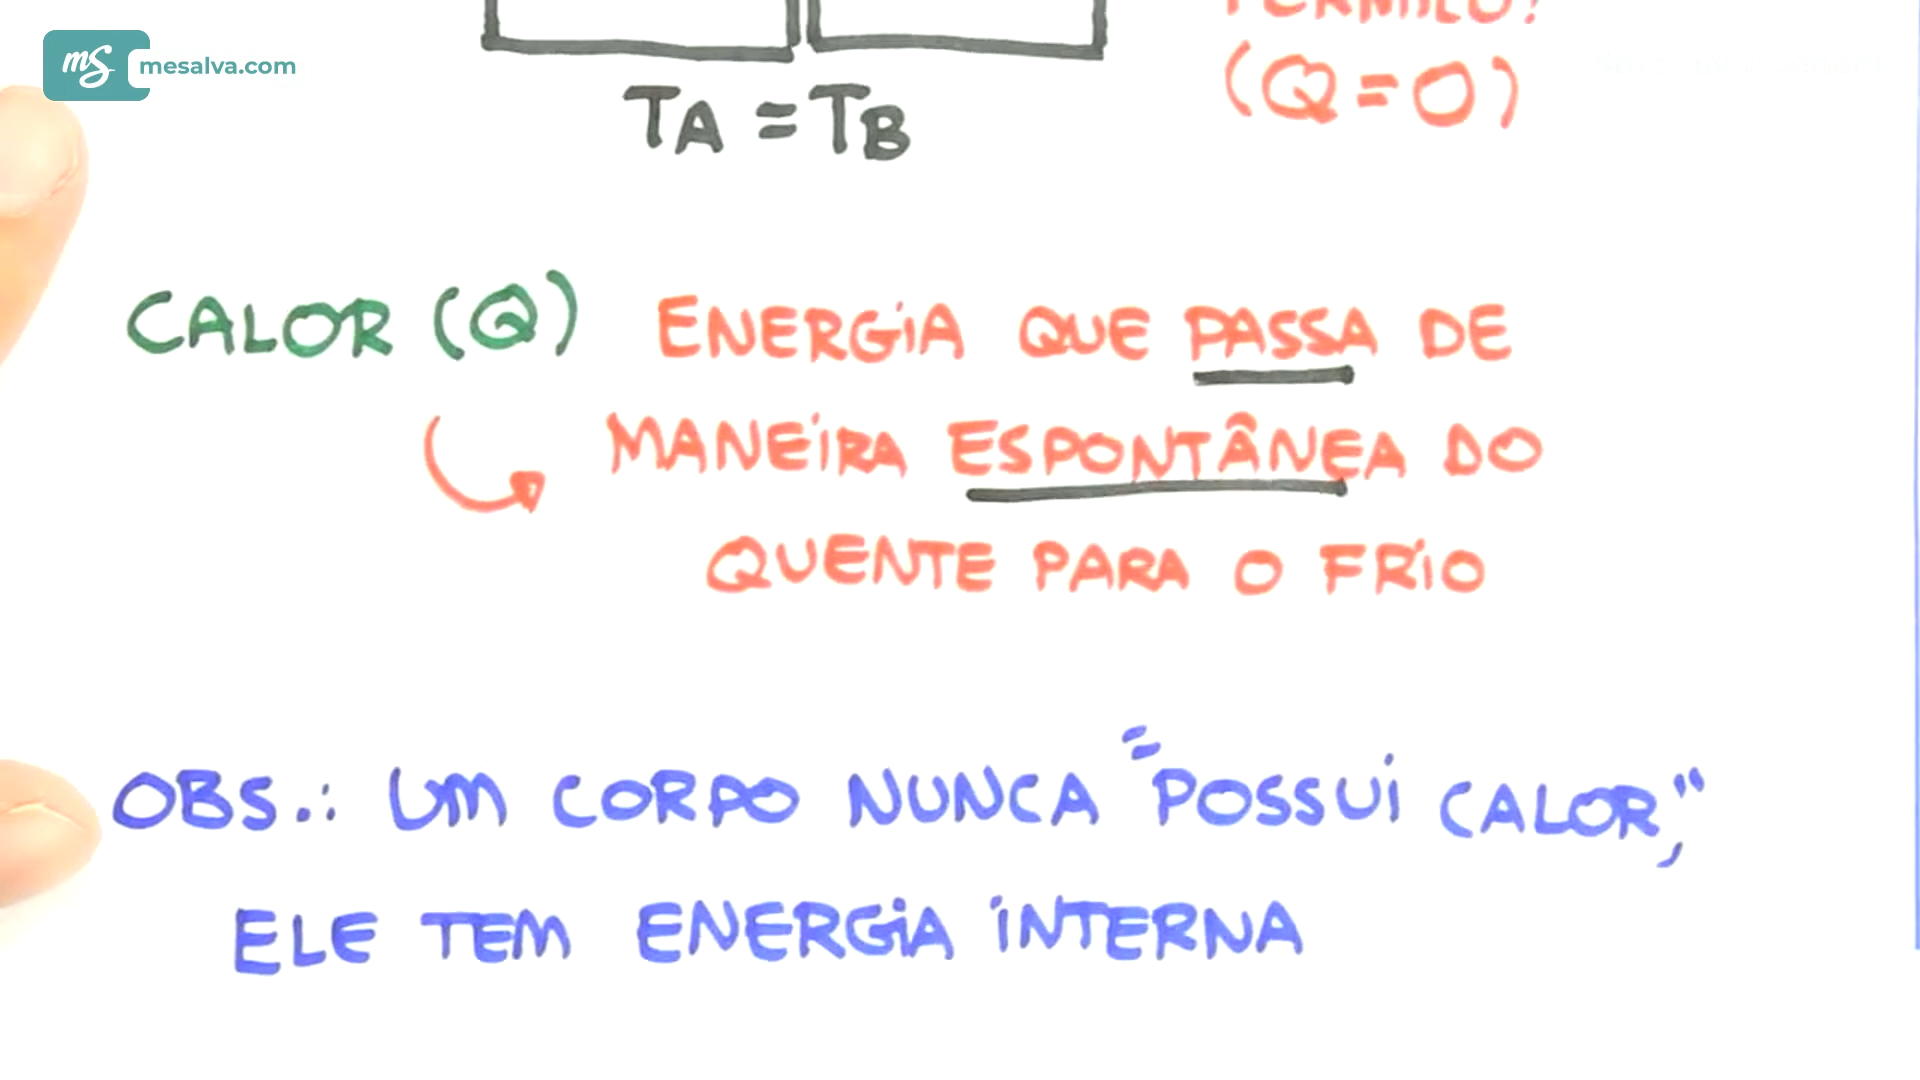 ms mesalva.com
(Q=0)
TA = TB
CALOR (Q) ENERGIA QUE PASSA DE
MANEIRA ESPONTÂNEA DO
QUENTE PARA O FRIO
OBS.: UM CORPO NUNCA "POSSUI CALOR,"
ELE TEM ENERGIA INTERNA